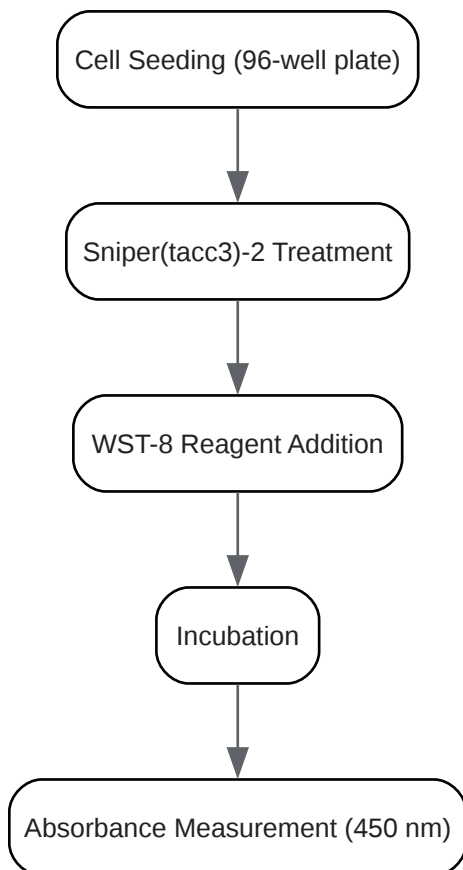 Cell Seeding (96-well plate)
Sniper(tacc3)-2 Treatment
WST-8 Reagent Addition
Incubation
Absorbance Measurement (450 nm)